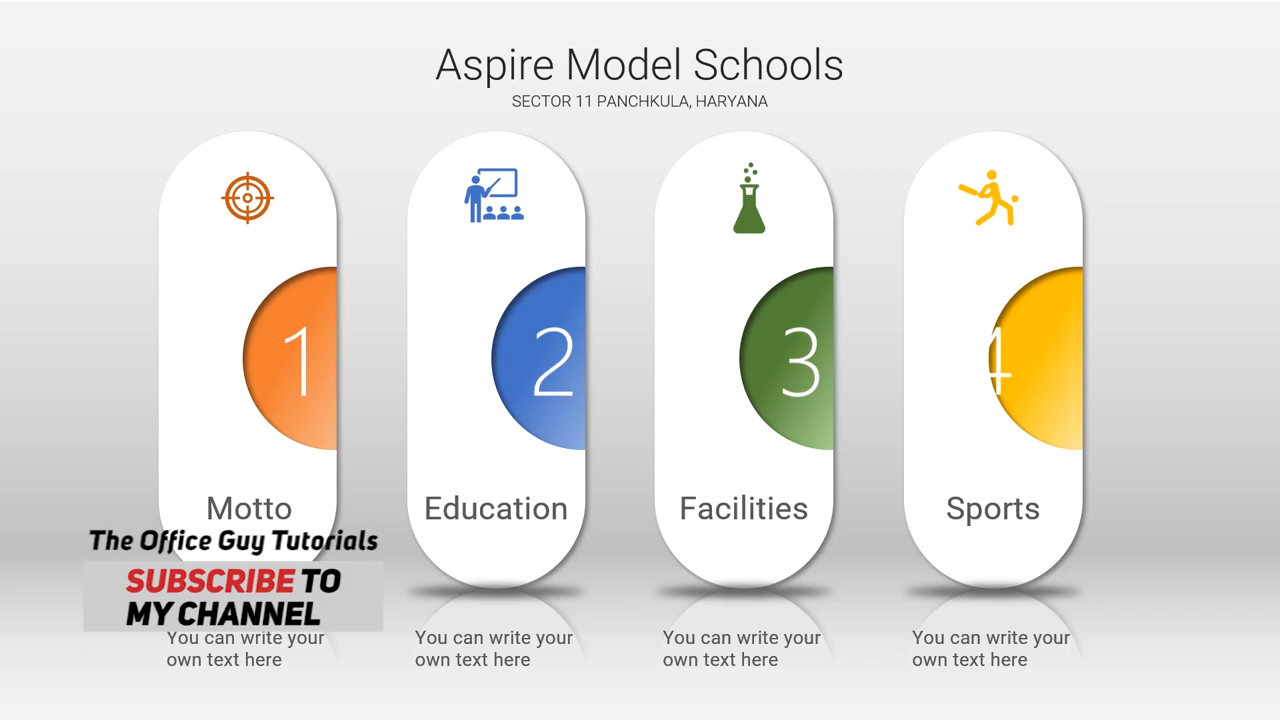 Aspire Model Schools
SECTOR 11 PANCHKULA, HARYANA
1
2
3
4
Motto
Education
Facilities
Sports
The Office Guy Tutorials
SUBSCRIBE TO
MY CHANNEL
You can write your
own text here
You can write your
own text here
You can write your
own text here
You can write your
own text here